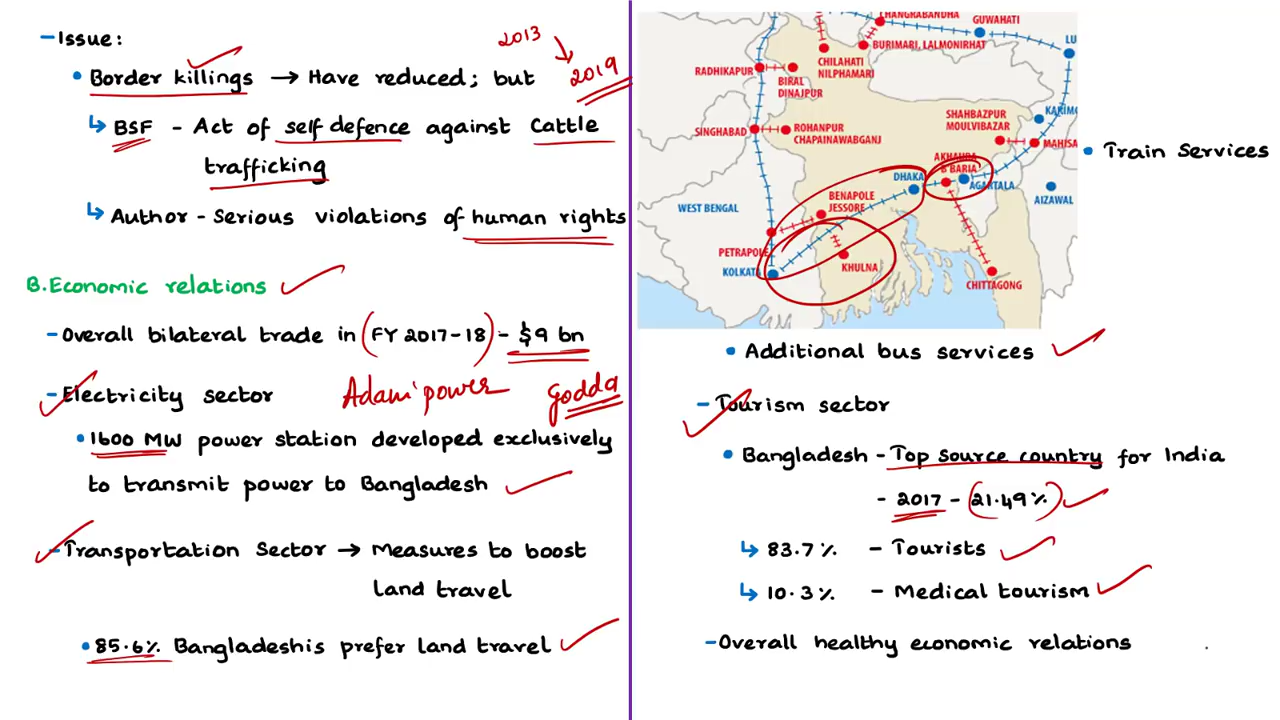 - Issue:
2013
2019
• Border killings → Have reduced; but
↳ BSF - Act of self defence against Cattle
trafficking
↳ Author - Serious violations of human rights
B. Economic relations
- Overall bilateral trade in (FY 2017-18) - $9 bn
- Electricity sector
Adani power
Godda
• 1600 MW power station developed exclusively
to transmit power to Bangladesh
- Transportation Sector → Measures to boost
land travel
• 85.6% Bangladeshis prefer land travel
CHANGRABANDHA
GUWAHATI
LU
BURIMARI, LALMONIRHAT
CHILAHATI
NILPHAMARI
RADHIKAPUR
BIRAL
DINAJPUR
SHAHBAZPUR
MOULVIBAZAR
KARIMG
SINGHABAD
ROHANPUR
CHAPAINAWABGANJ
MAHISA
AKHAURA
B BARIA
DHAKA
AGARTALA
AIZAWAL
WEST BENGAL
BENAPOLE
JESSORE
PETRAPOLE
KOLKATA
KHULNA
CHITTAGONG
• Train Services
• Additional bus services
- Tourism sector
• Bangladesh - Top source country for India
- 2017 - (21.49%)
↳ 83.7% - Tourists
↳ 10.3% - Medical tourism
- Overall healthy economic relations